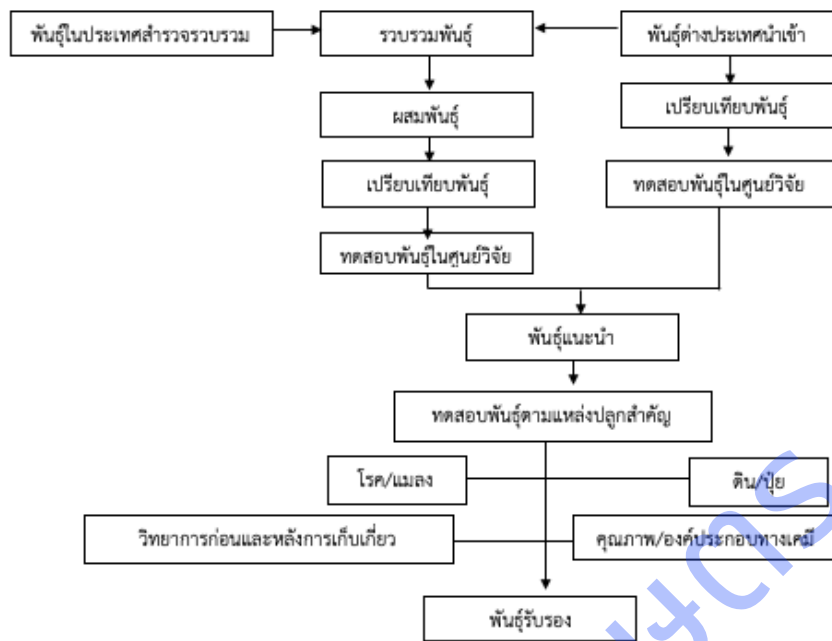 พันธุ์ในประเทศสำรวจรวบรวม
รวบรวมพันธุ์
พันธุ์ต่างประเทศนำเข้า
ผสมพันธุ์
เปรียบเทียบพันธุ์
เปรียบเทียบพันธุ์
ทดสอบพันธุ์ในศูนย์วิจัย
ทดสอบพันธุ์ในศูนย์วิจัย
พันธุ์แนะนำ
ทดสอบพันธุ์ตามแหล่งปลูกสำคัญ
โรค/แมลง
ดิน/ปุ๋ย
วิทยาการก่อนและหลังการเก็บเกี่ยว
คุณภาพ/องค์ประกอบทางเคมี
พันธุ์รับรอง